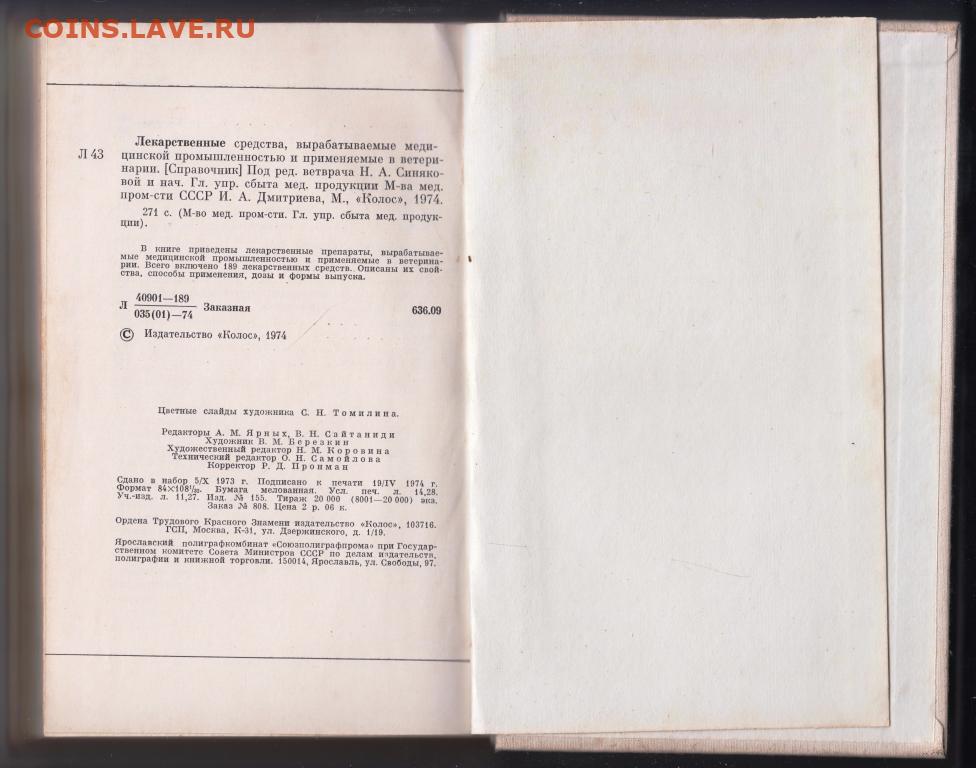 COINS.LAVE.RU
Л 43
Лекарственные средства, вырабатываемые меди-
цинской промышленностью и применяемые в ветери-
нарии. [Справочник] Под ред. ветврача Н. А. Синяко-
вой и нач. Гл. упр. сбыта мед. продукции М-ва мед.
пром-сти СССР И. А. Дмитриева, М., «Колос», 1974.
271 с. (М-во мед. пром-сти. Гл. упр. сбыта мед. продук-
ции).
В книге приведены лекарственные препараты, вырабатывае-
мые медицинской промышленностью и применяемые в ветерина-
рии. Всего включено 189 лекарственных средств. Описаны их свой-
ства, способы применения, дозы и формы выпуска.
Л 40901—189
035(01)—74 Заказная 636.09
© Издательство «Колос», 1974
Цветные слайды художника С. Н. Томилина.
Редакторы А. М. Ярных, В. Н. Сайтаниди
Художник В. М. Березкин
Художественный редактор Н. М. Коровина
Технический редактор О. Н. Самойлова
Корректор Р. Д. Пронман
Сдано в набор 5/X 1973 г. Подписано к печати 19/IV 1974 г.
Формат 84×108¹/₃₂. Бумага мелованная. Усл. печ. л. 14,28.
Уч.-изд. л. 11,27. Изд. № 155. Тираж 20 000 (8001—20 000) экз.
Заказ № 808. Цена 2 р. 06 к.
Ордена Трудового Красного Знамени издательство «Колос», 103716.
ГСП, Москва, К-31, ул. Дзержинского, д. 1/19.
Ярославский полиграфкомбинат «Союзполиграфпрома» при Государ-
ственном комитете Совета Министров СССР по делам издательств,
полиграфии и книжной торговли. 150014, Ярославль, ул. Свободы, 97.